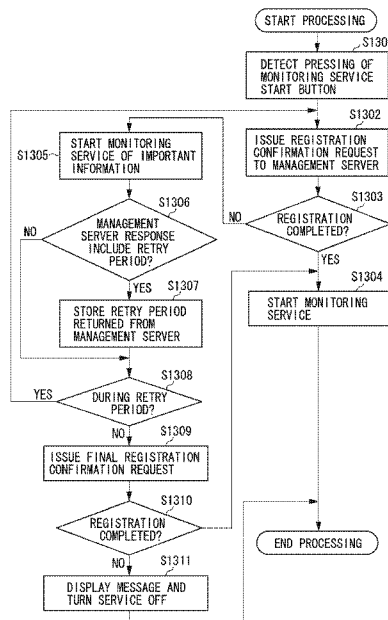 START PROCESSING
S130
DETECT PRESSING OF
MONITORING SERVICE
START BUTTON
S1302
ISSUE REGISTRATION
CONFIRMATION REQUEST
TO MANAGEMENT SERVER
S1303
REGISTRATION
COMPLETED?
NO
YES
S1304
START MONITORING
SERVICE
S1305
START MONITORING
SERVICE OF IMPORTANT
INFORMATION
S1306
MANAGEMENT
SERVER RESPONSE
INCLUDE RETRY
PERIOD?
NO
YES
S1307
STORE RETRY PERIOD
RETURNED FROM
MANAGEMENT SERVER
S1308
DURING RETRY
PERIOD?
YES
NO
S1309
ISSUE FINAL REGISTRATION
CONFIRMATION REQUEST
S1310
REGISTRATION
COMPLETED?
NO
S1311
DISPLAY MESSAGE AND
TURN SERVICE OFF
END PROCESSING